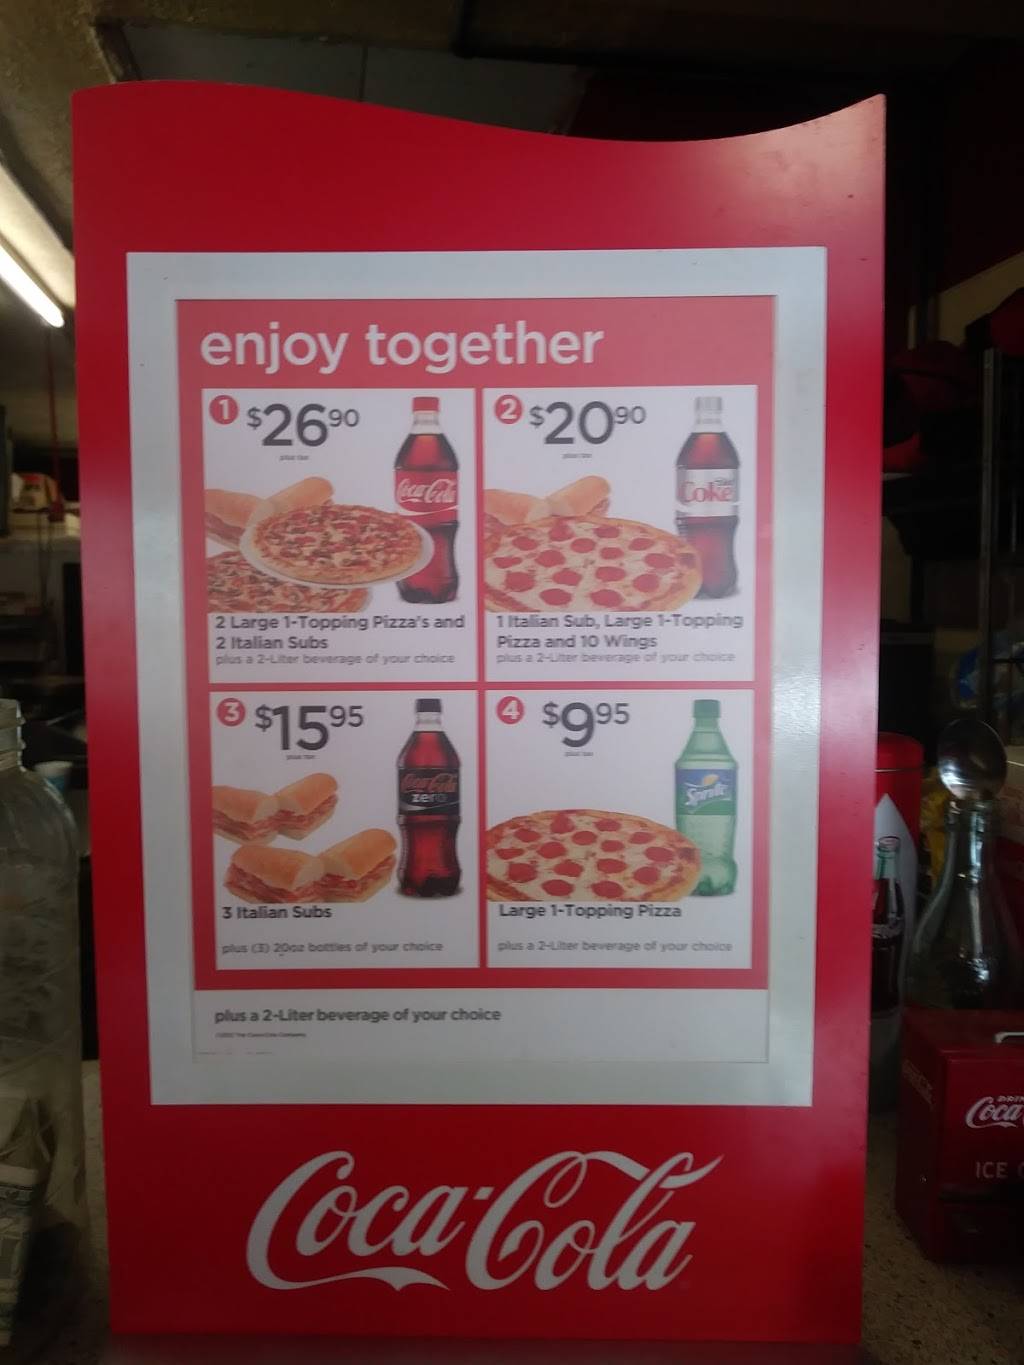 enjoy together
1 $26.90
plus tax
Coca-Cola
2 Large 1-Topping Pizza's and
2 Italian Subs
plus a 2-Liter beverage of your choice
2 $20.90
plus tax
Diet
Coke
1 Italian Sub, Large 1-Topping
Pizza and 10 Wings
plus a 2-Liter beverage of your choice
3 $15.95
plus tax
Coca-Cola
zero
3 Italian Subs
plus (3) 20oz bottles of your choice
4 $9.95
plus tax
Sprite
Large 1-Topping Pizza
plus a 2-Liter beverage of your choice
plus a 2-Liter beverage of your choice
Coca-Cola
DRIN
Coca
ICE